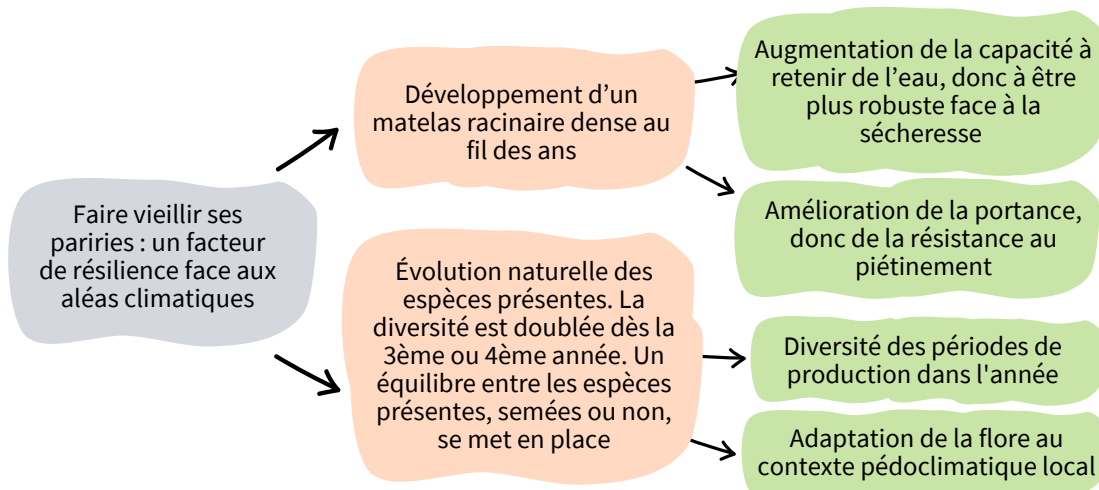 Faire vieillir ses
pariries : un facteur
de résilience face aux
aléas climatiques
Développement d’un
matelas racinaire dense au
fil des ans
Augmentation de la capacité à
retenir de l’eau, donc à être
plus robuste face à la
sécheresse
Amélioration de la portance,
donc de la résistance au
piétinement
Évolution naturelle des
espèces présentes. La
diversité est doublée dès la
3ème ou 4ème année. Un
équilibre entre les espèces
présentes, semées ou non,
se met en place
Diversité des périodes de
production dans l'année
Adaptation de la flore au
contexte pédoclimatique local